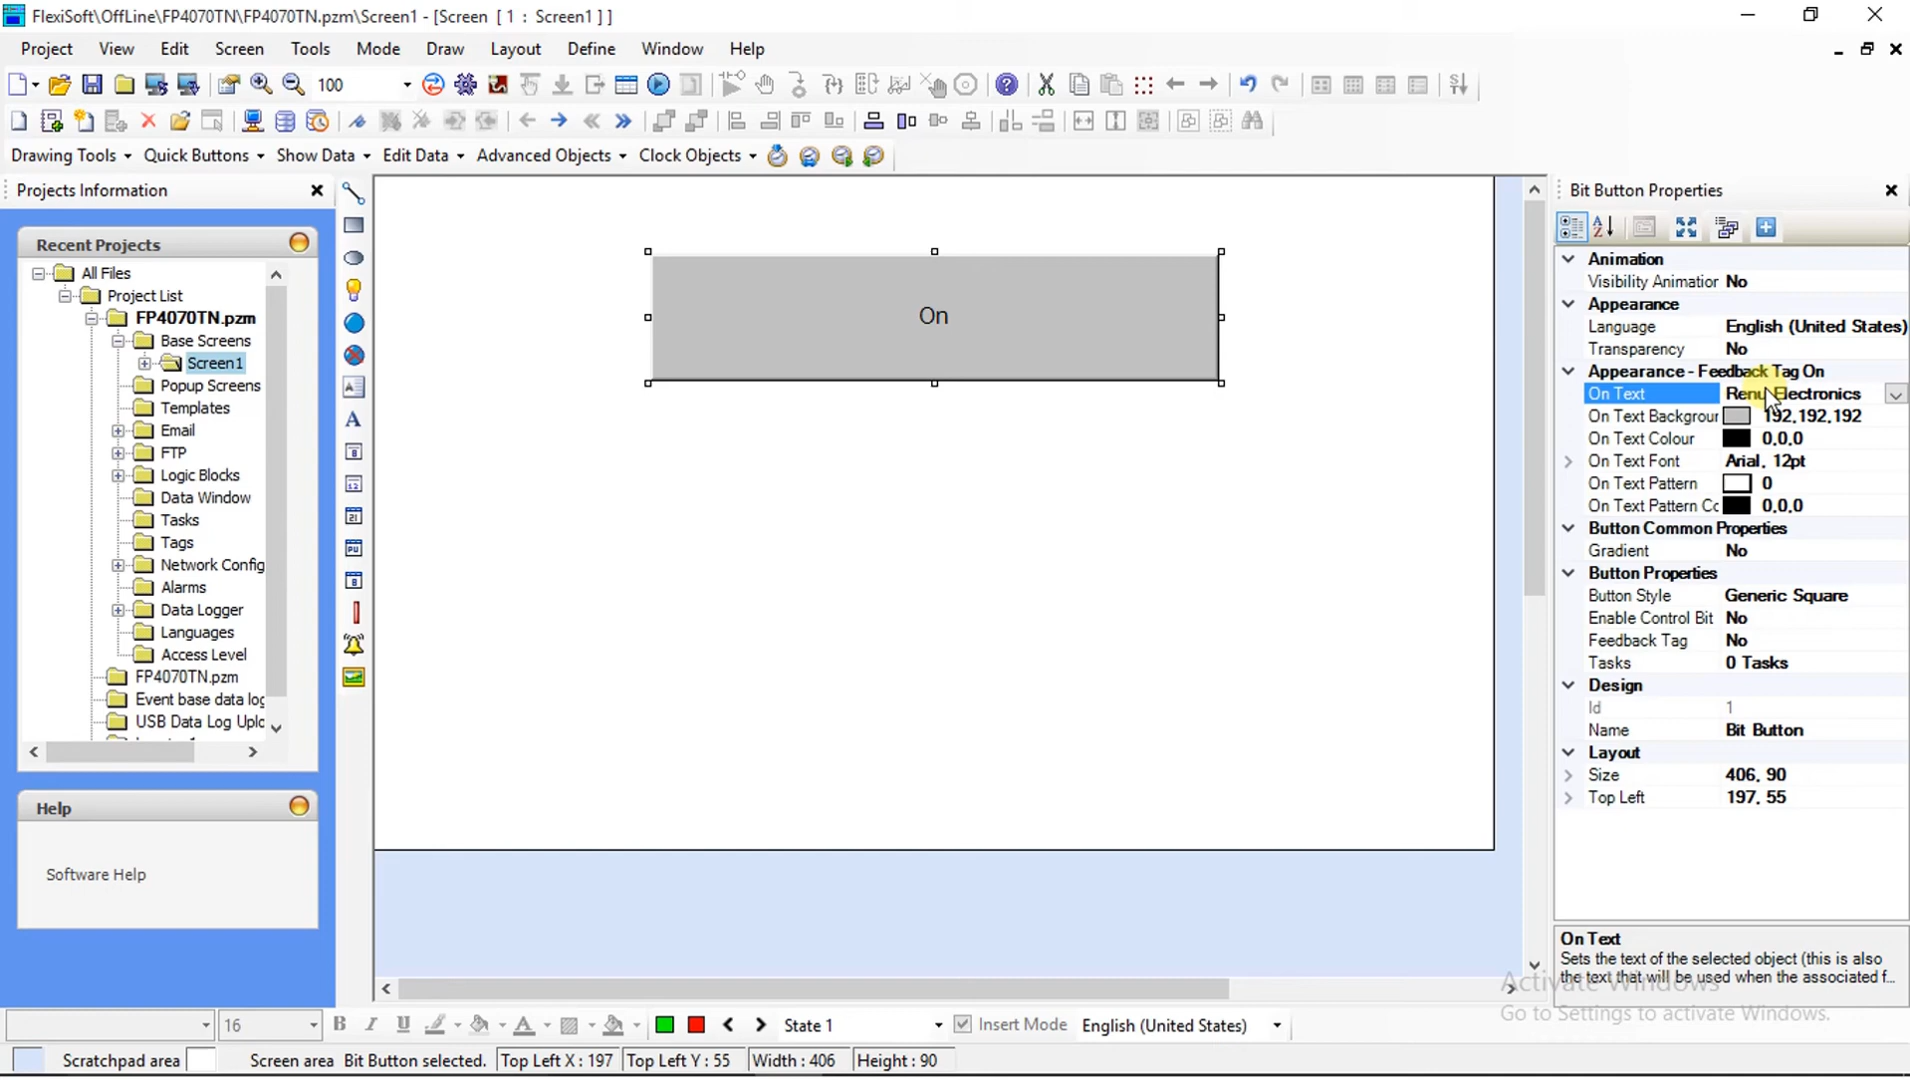 FlexiSoft\OffLine\FP4070TN\FP4070TN.pzm\Screen1 - [Screen [ 1 : Screen1 ] ]
Project View Edit Screen Tools Mode Draw Layout Define Window Help
100
Drawing Tools Quick Buttons Show Data Edit Data Advanced Objects Clock Objects
Projects Information
Recent Projects
All Files
Project List
FP4070TN.pzm
Base Screens
Screen1
Popup Screens
Templates
Email
FTP
Logic Blocks
Data Window
Tasks
Tags
Network Config
Alarms
Data Logger
Languages
Access Level
FP4070TN.pzm
Event base data log
USB Data Log Uplo
Help
Software Help
On
Bit Button Properties
Animation
Visibility Animation No
Appearance
Language English (United States)
Transparency No
Appearance - Feedback Tag On
On Text Renu Electronics
On Text Backgrour 192,192,192
On Text Colour 0,0,0
On Text Font Arial, 12pt
On Text Pattern 0
On Text Pattern Cc 0,0,0
Button Common Properties
Gradient No
Button Properties
Button Style Generic Square
Enable Control Bit No
Feedback Tag No
Tasks 0 Tasks
Design
Id 1
Name Bit Button
Layout
Size 406, 90
Top Left 197, 55
On Text
Sets the text of the selected object (this is also
the text that will be used when the associated f...
Activate Windows
Go to Settings to activate Windows.
16 B I U State 1 Insert Mode English (United States)
Scratchpad area Screen area Bit Button selected. Top Left X : 197 Top Left Y : 55 Width : 406 Height : 90